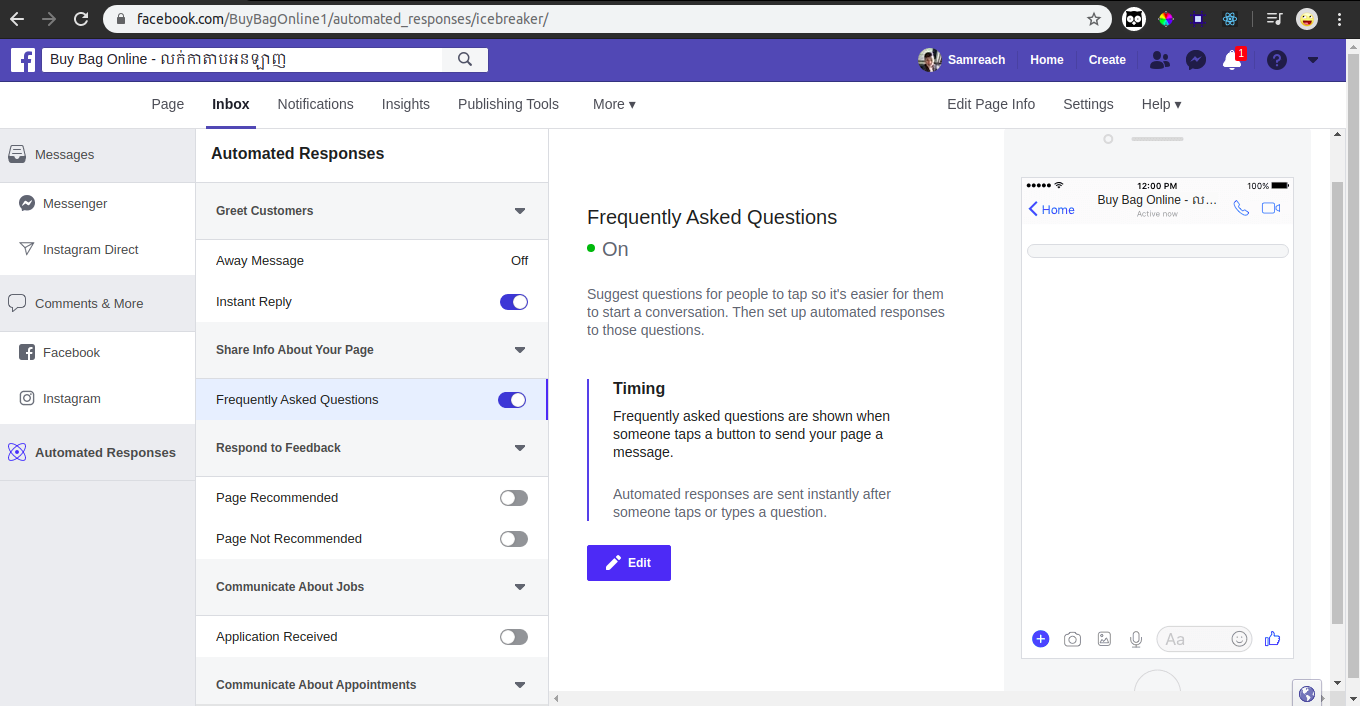 facebook.com/BuyBagOnline1/automated_responses/icebreaker/
Buy Bag Online - លក់កាតាបអនឡាញ
Samreach
Home
Create
1
Page
Inbox
Notifications
Insights
Publishing Tools
More ▾
Edit Page Info
Settings
Help ▾
Messages
Messenger
Instagram Direct
Comments & More
Facebook
Instagram
Automated Responses
Automated Responses
Greet Customers
Away Message Off
Instant Reply
Share Info About Your Page
Frequently Asked Questions
Respond to Feedback
Page Recommended
Page Not Recommended
Communicate About Jobs
Application Received
Communicate About Appointments
Frequently Asked Questions
On
Suggest questions for people to tap so it's easier for them
to start a conversation. Then set up automated responses
to those questions.
Timing
Frequently asked questions are shown when
someone taps a button to send your page a
message.
Automated responses are sent instantly after
someone taps or types a question.
Edit
12:00 PM
100%
Home
Buy Bag Online - ល...
Active now
Aa